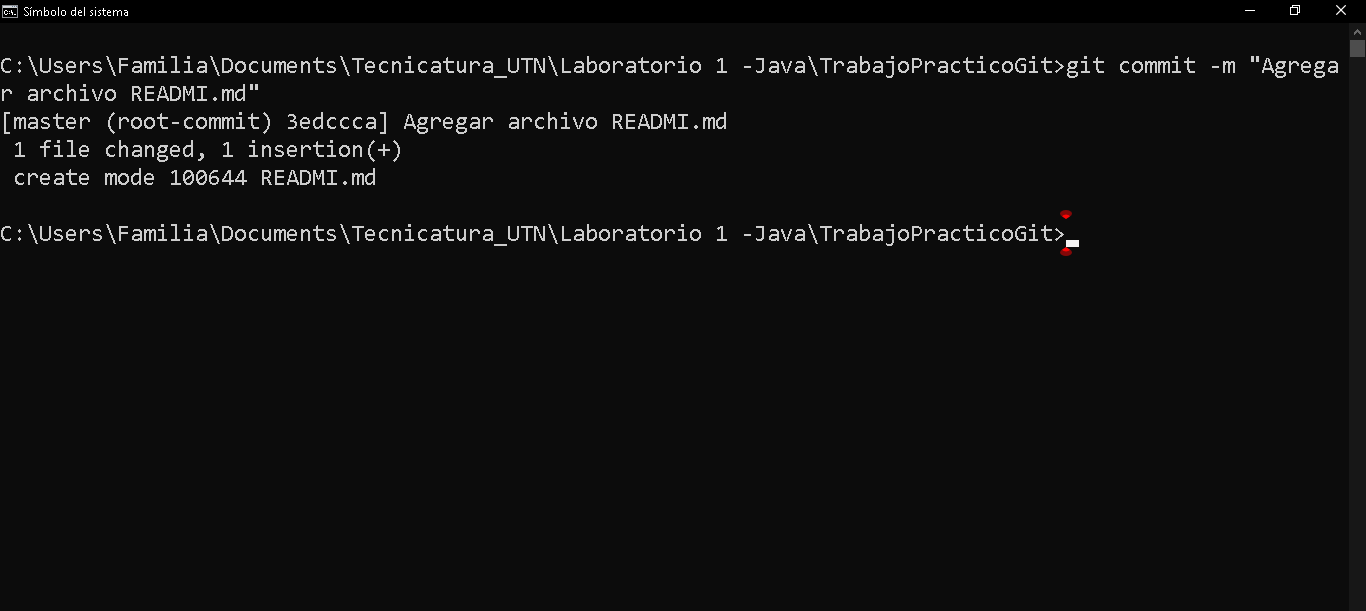 Símbolo del sistema
C:\Users\Familia\Documents\Tecnicatura_UTN\Laboratorio 1 -Java\TrabajoPracticoGit>git commit -m "Agrega
r archivo READMI.md"
[master (root-commit) 3edccca] Agregar archivo READMI.md
 1 file changed, 1 insertion(+)
 create mode 100644 READMI.md
C:\Users\Familia\Documents\Tecnicatura_UTN\Laboratorio 1 -Java\TrabajoPracticoGit>